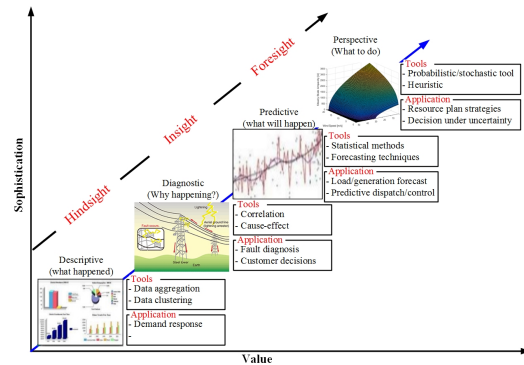 Perspective
(What to do)
Tools
- Probabilistic/stochastic tool
- Heuristic
Application
- Resource plan strategies
- Decision under uncertainty
Foresight
Predictive
(what will happen)
Tools
- Statistical methods
- Forecasting techniques
Application
- Load/generation forecast
- Predictive dispatch/control
Insight
Diagnostic
(Why happening?)
Tools
- Correlation
- Cause-effect
Application
- Fault diagnosis
- Customer decisions
Hindsight
Descriptive
(what happened)
Tools
- Data aggregation
- Data clustering
Application
- Demand response
-
Sophistication
Value